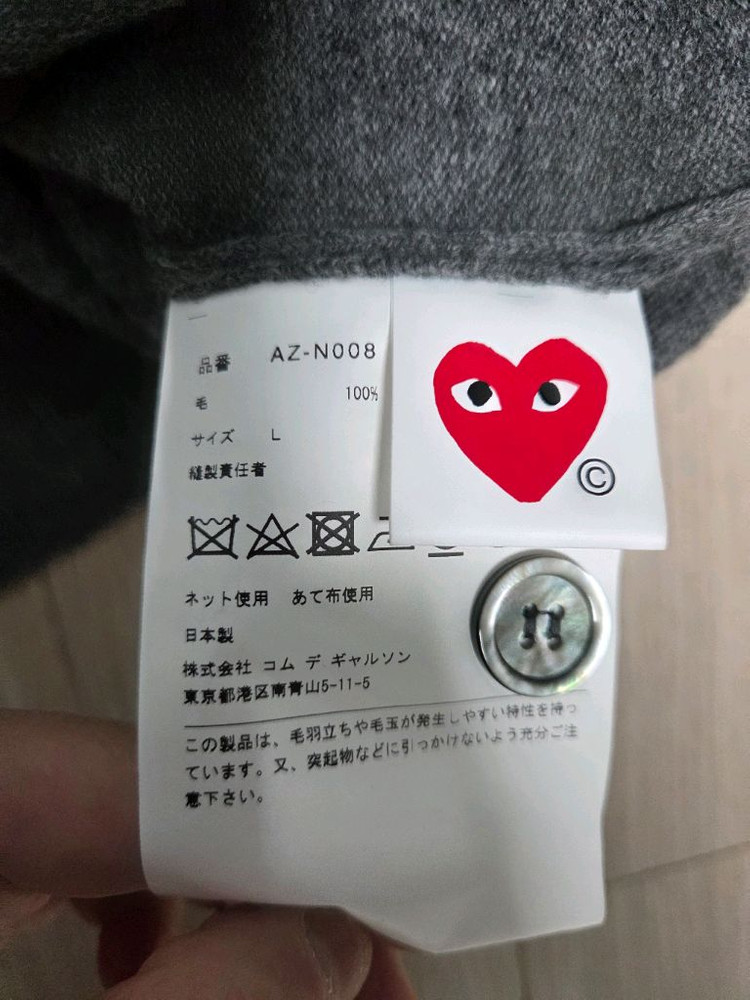 品番 AZ-N008
毛 100%
サイズ L
縫製責任者
©
ネット使用 あて布使用
日本製
株式会社 コム デ ギャルソン
東京都港区南青山5-11-5
この製品は、毛羽立ちや毛玉が発生しやすい特性を持っ
ています。又、突起物などに引っかけないよう充分ご注
意下さい。